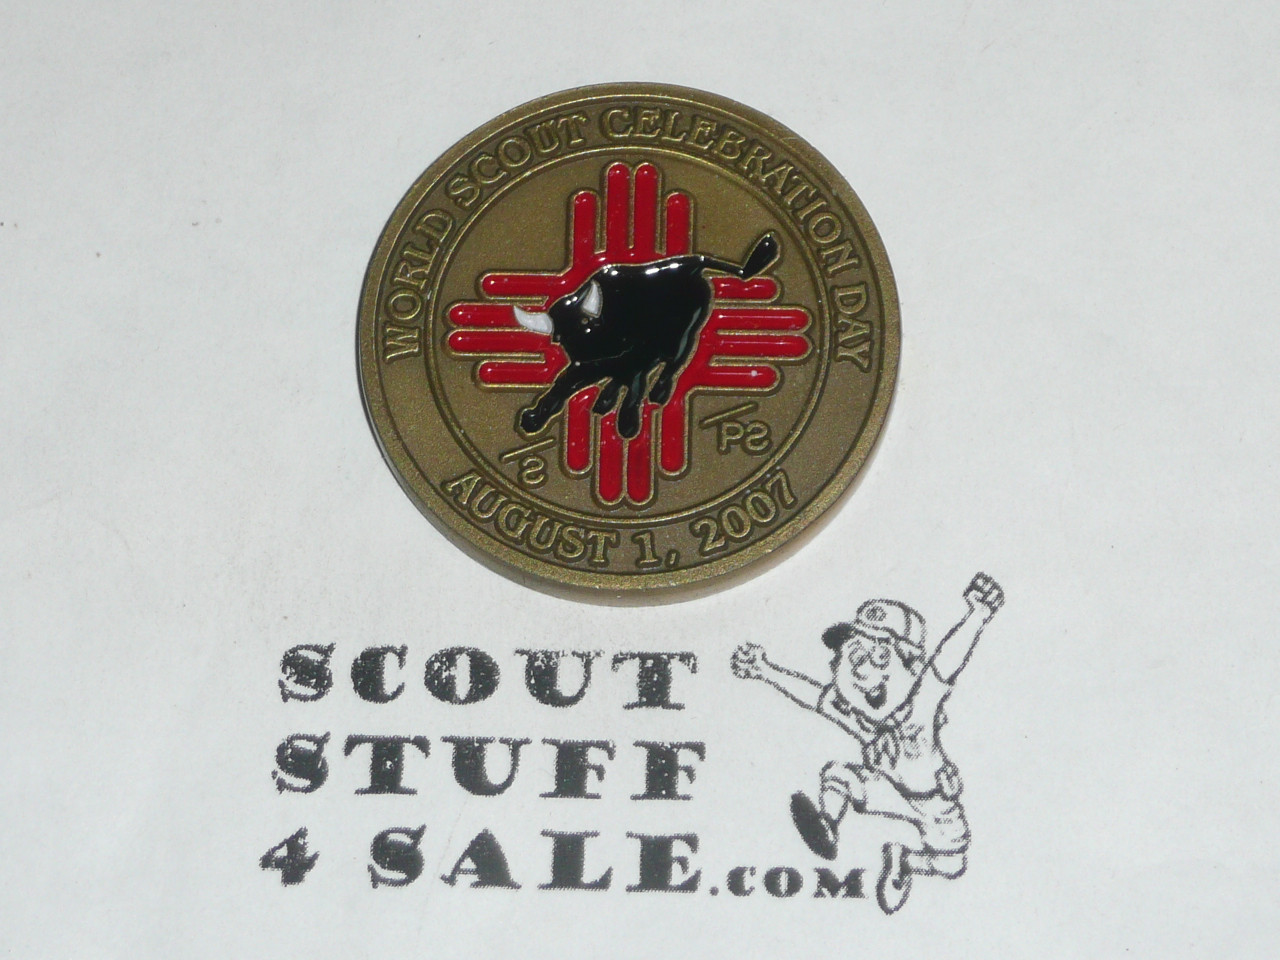 WORLD SCOUT CELEBRATION DAY
AUGUST 1, 2007
SCOUT
STUFF
4 SALE.COM